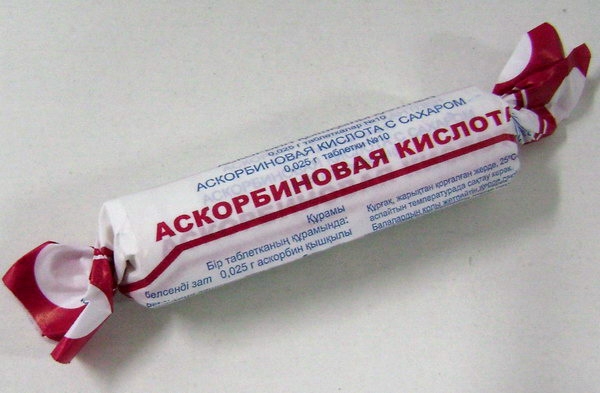 0,025 г таблеткалар №10
АСКОРБИНОВАЯ КИСЛОТА С САХАРОМ
0,025 г таблетки №10
АСКОРБИНОВАЯ КИСЛОТА
Құрамы
Бір таблетканың құрамында:
белсенді зат 0,025 г аскорбин қышқылы
Құрғақ, жарықтан қорғалған жерде, 25°С
аспайтын температурада сақтау керек.
Балалардың қолы жетпейтін жерде